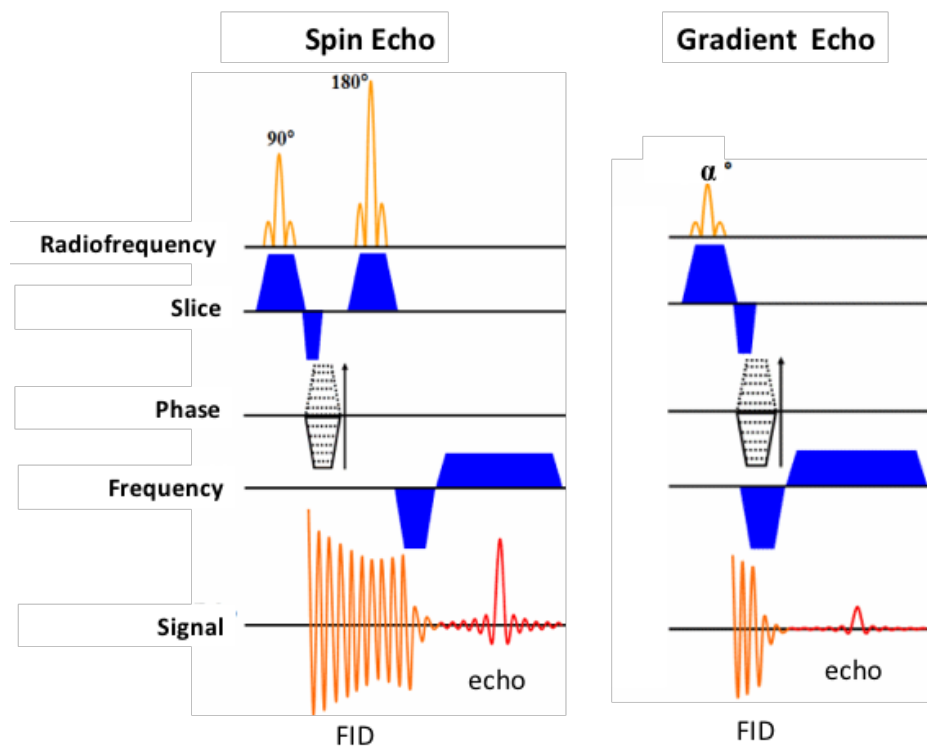 Spin Echo
Gradient Echo
180°
90°
α °
Radiofrequency
Slice
Phase
Frequency
Signal
echo
echo
FID
FID